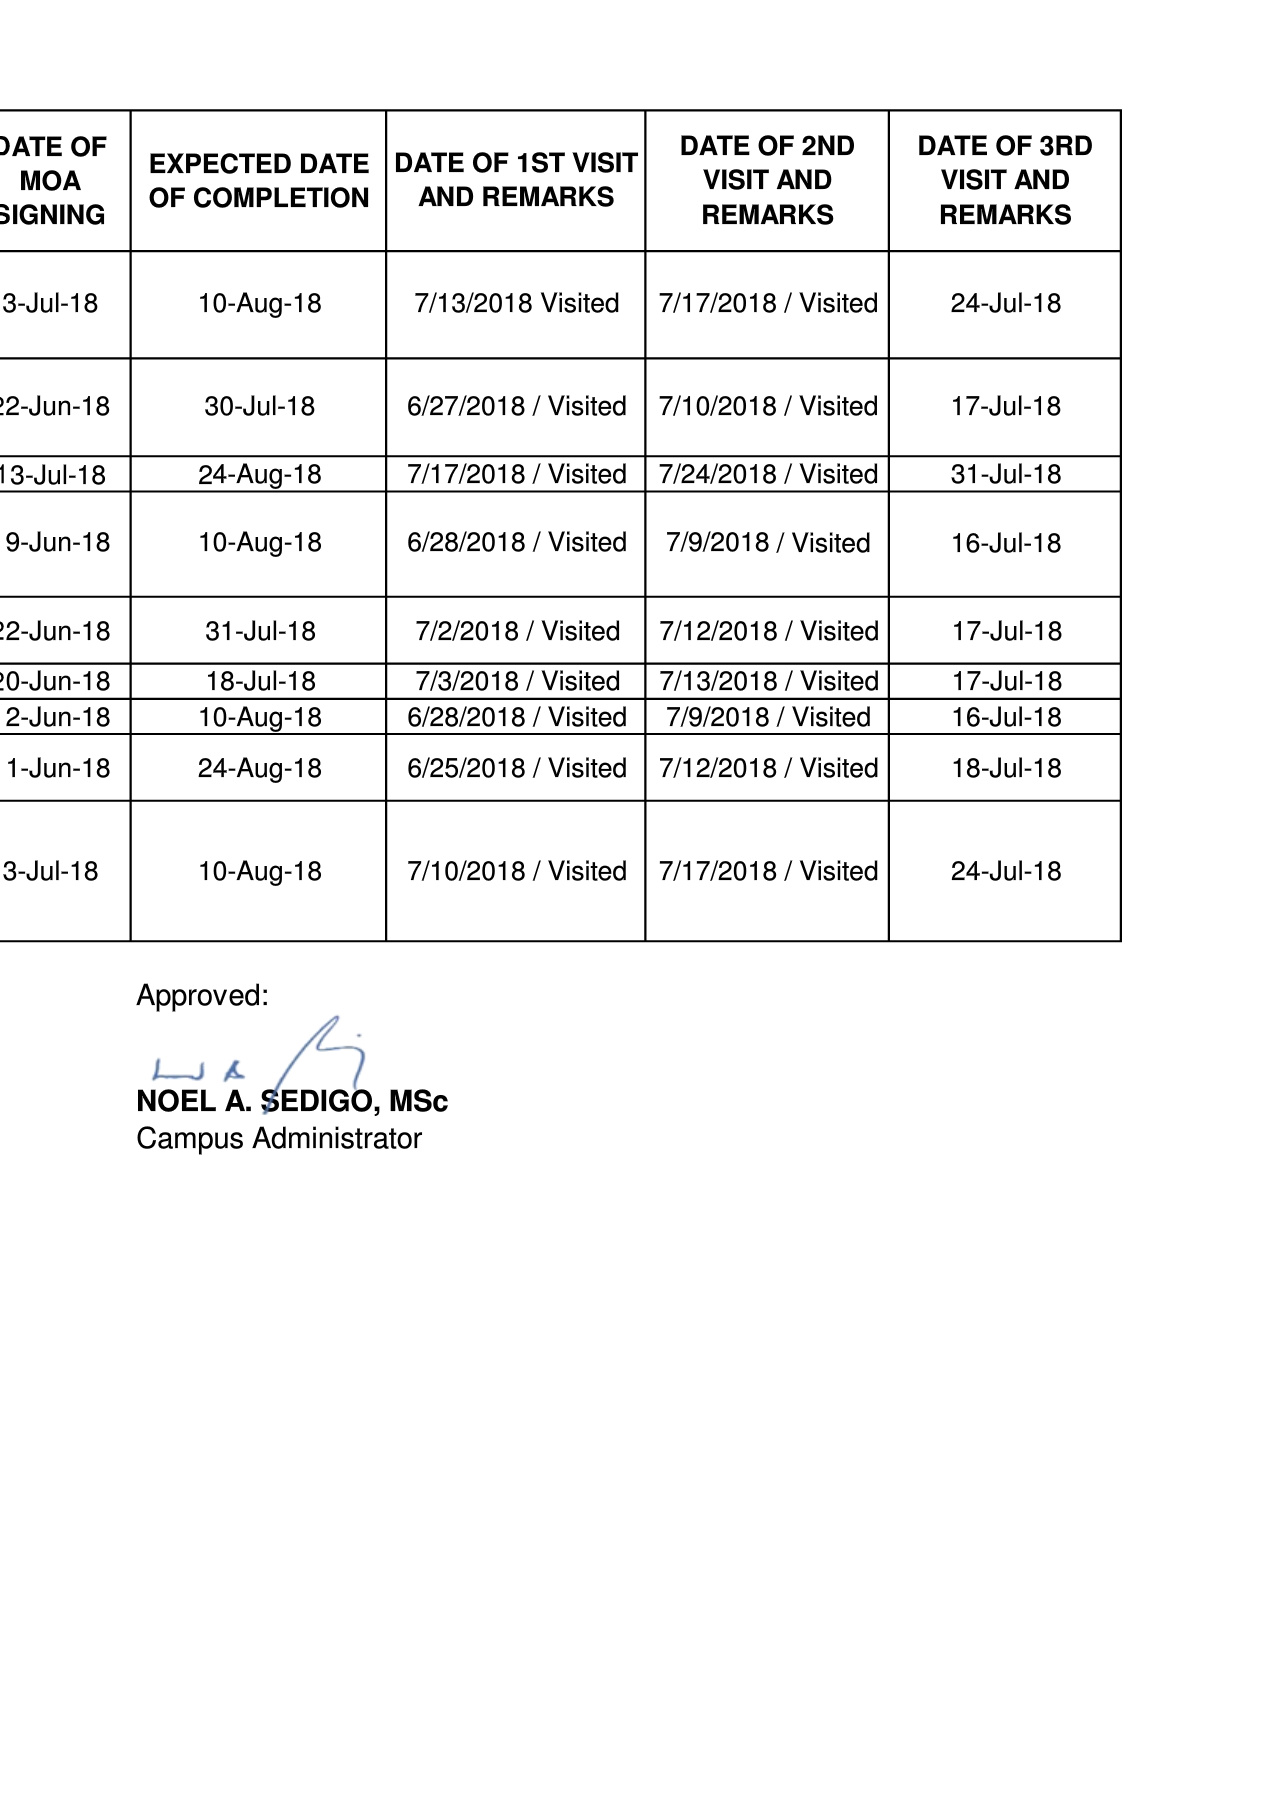 DATE OF
MOA
SIGNING
EXPECTED DATE
OF COMPLETION
DATE OF 1ST VISIT
AND REMARKS
DATE OF 2ND
VISIT AND
REMARKS
DATE OF 3RD
VISIT AND
REMARKS
3-Jul-18 10-Aug-18 7/13/2018 Visited 7/17/2018 / Visited 24-Jul-18
22-Jun-18 30-Jul-18 6/27/2018 / Visited 7/10/2018 / Visited 17-Jul-18
13-Jul-18 24-Aug-18 7/17/2018 / Visited 7/24/2018 / Visited 31-Jul-18
9-Jun-18 10-Aug-18 6/28/2018 / Visited 7/9/2018 / Visited 16-Jul-18
22-Jun-18 31-Jul-18 7/2/2018 / Visited 7/12/2018 / Visited 17-Jul-18
20-Jun-18 18-Jul-18 7/3/2018 / Visited 7/13/2018 / Visited 17-Jul-18
2-Jun-18 10-Aug-18 6/28/2018 / Visited 7/9/2018 / Visited 16-Jul-18
1-Jun-18 24-Aug-18 6/25/2018 / Visited 7/12/2018 / Visited 18-Jul-18
3-Jul-18 10-Aug-18 7/10/2018 / Visited 7/17/2018 / Visited 24-Jul-18
Approved:
NOEL A. SEDIGO, MSc
Campus Administrator